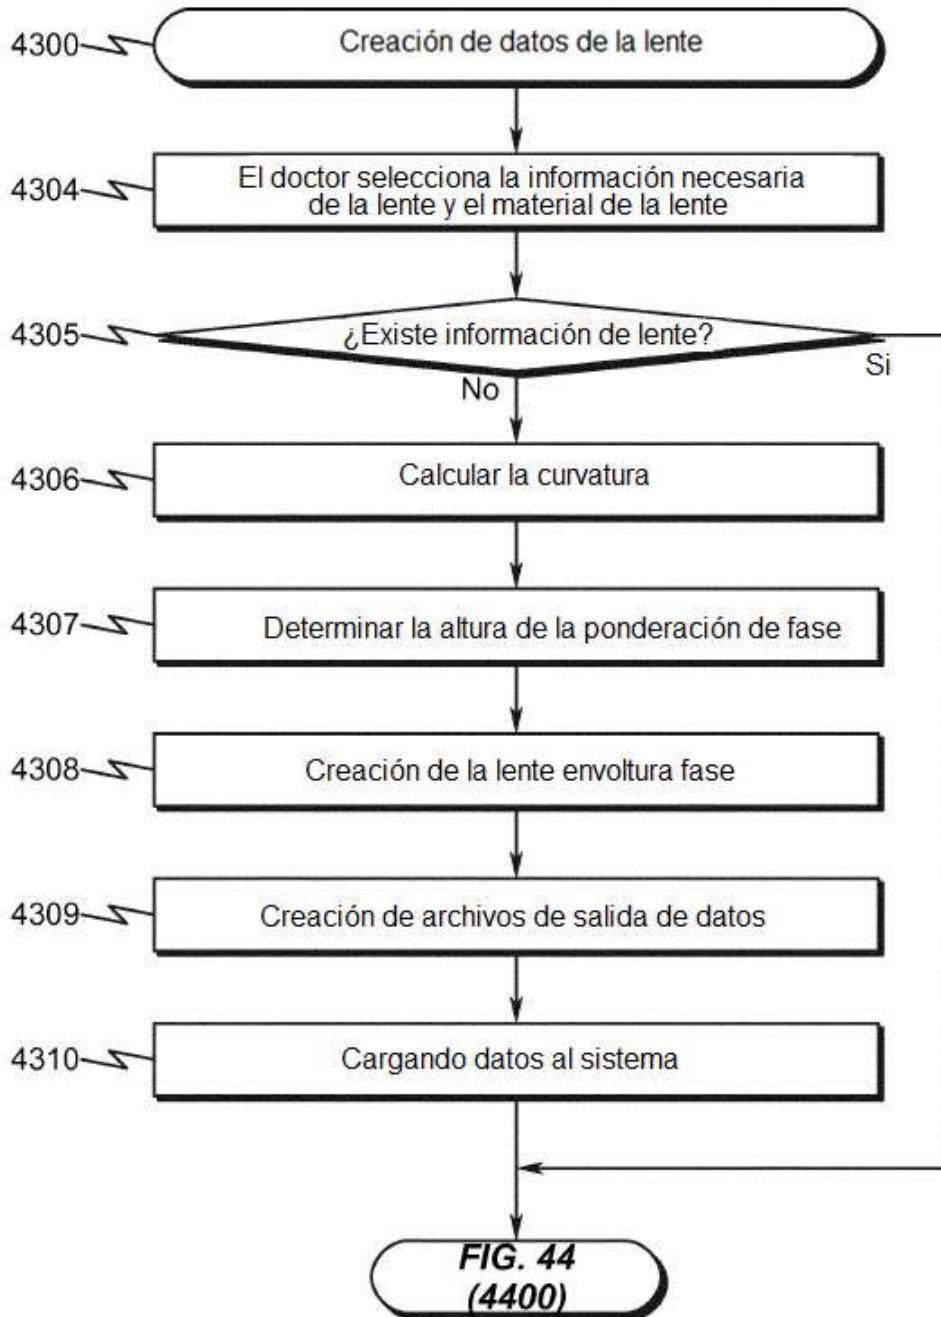 4300
Creación de datos de la lente
4304
El doctor selecciona la información necesaria
de la lente y el material de la lente
4305
¿Existe información de lente?
Si
No
4306
Calcular la curvatura
4307
Determinar la altura de la ponderación de fase
4308
Creación de la lente envoltura fase
4309
Creación de archivos de salida de datos
4310
Cargando datos al sistema
FIG. 44
(4400)